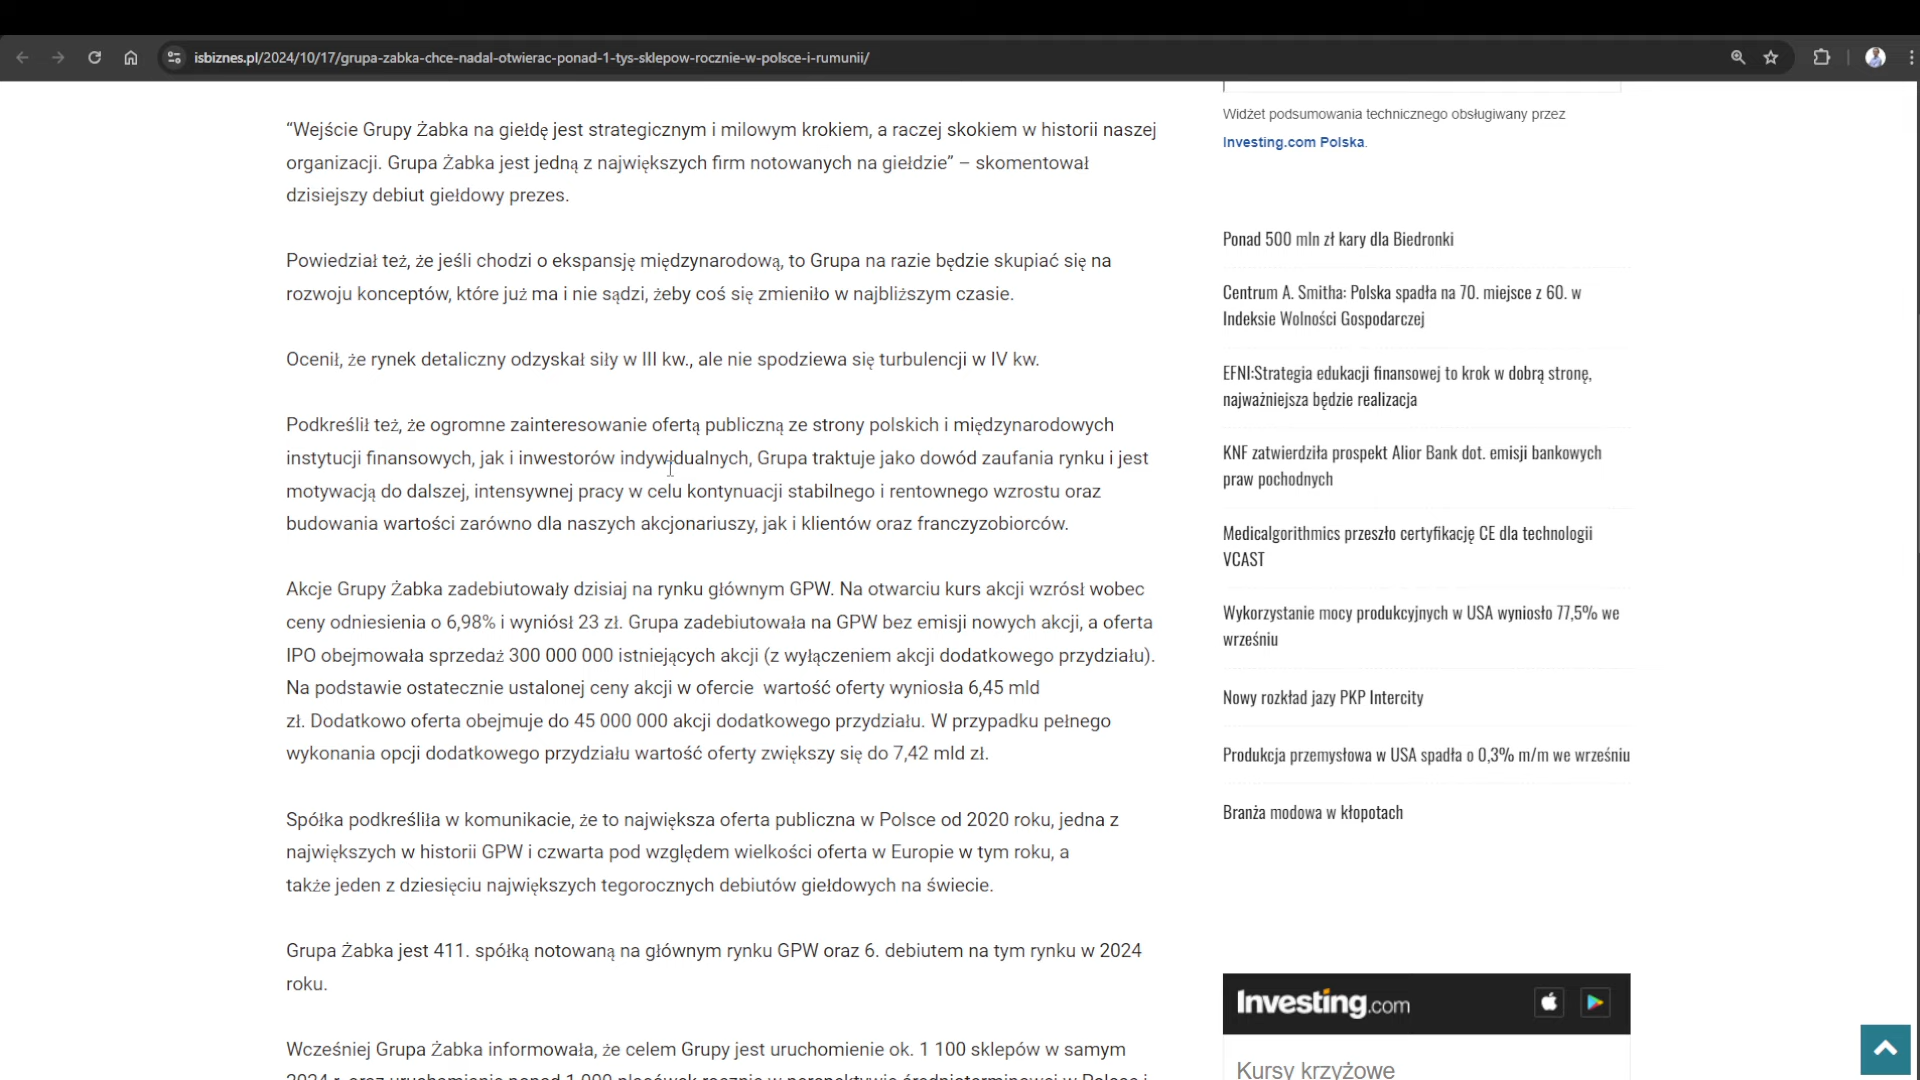 isbiznes.pl/2024/10/17/grupa-zabka-chce-nadal-otwierac-ponad-1-tys-sklepow-rocznie-w-polsce-i-rumunii/
“Wejście Grupy Żabka na giełdę jest strategicznym i milowym krokiem, a raczej skokiem w historii naszej
organizacji. Grupa Żabka jest jedną z największych firm notowanych na giełdzie” – skomentował
dzisiejszy debiut giełdowy prezes.
Powiedział też, że jeśli chodzi o ekspansję międzynarodową, to Grupa na razie będzie skupiać się na
rozwoju konceptów, które już ma i nie sądzi, żeby coś się zmieniło w najbliższym czasie.
Ocenił, że rynek detaliczny odzyskał siły w III kw., ale nie spodziewa się turbulencji w IV kw.
Podkreślił też, że ogromne zainteresowanie ofertą publiczną ze strony polskich i międzynarodowych
instytucji finansowych, jak i inwestorów indywidualnych, Grupa traktuje jako dowód zaufania rynku i jest
motywacją do dalszej, intensywnej pracy w celu kontynuacji stabilnego i rentownego wzrostu oraz
budowania wartości zarówno dla naszych akcjonariuszy, jak i klientów oraz franczyzobiorców.
Akcje Grupy Żabka zadebiutowały dzisiaj na rynku głównym GPW. Na otwarciu kurs akcji wzrósł wobec
ceny odniesienia o 6,98% i wyniósł 23 zł. Grupa zadebiutowała na GPW bez emisji nowych akcji, a oferta
IPO obejmowała sprzedaż 300 000 000 istniejących akcji (z wyłączeniem akcji dodatkowego przydziału).
Na podstawie ostatecznie ustalonej ceny akcji w ofercie wartość oferty wyniosła 6,45 mld
zł. Dodatkowo oferta obejmuje do 45 000 000 akcji dodatkowego przydziału. W przypadku pełnego
wykonania opcji dodatkowego przydziału wartość oferty zwiększy się do 7,42 mld zł.
Spółka podkreśliła w komunikacie, że to największa oferta publiczna w Polsce od 2020 roku, jedna z
największych w historii GPW i czwarta pod względem wielkości oferta w Europie w tym roku, a
także jeden z dziesięciu największych tegorocznych debiutów giełdowych na świecie.
Grupa Żabka jest 411. spółką notowaną na głównym rynku GPW oraz 6. debiutem na tym rynku w 2024
roku.
Wcześniej Grupa Żabka informowała, że celem Grupy jest uruchomienie ok. 1 100 sklepów w samym
2024 r. oraz uruchomienie ponad 1 000 placówek rocznie w perspektywie średnioterminowej w Polsce i
Widżet podsumowania technicznego obsługiwany przez
Investing.com Polska.
Ponad 500 mln zł kary dla Biedronki
Centrum A. Smitha: Polska spadła na 70. miejsce z 60. w
Indeksie Wolności Gospodarczej
EFNI:Strategia edukacji finansowej to krok w dobrą stronę,
najważniejsza będzie realizacja
KNF zatwierdziła prospekt Alior Bank dot. emisji bankowych
praw pochodnych
Medicalgorithmics przeszło certyfikację CE dla technologii
VCAST
Wykorzystanie mocy produkcyjnych w USA wyniosło 77,5% we
wrześniu
Nowy rozkład jazy PKP Intercity
Produkcja przemysłowa w USA spadła o 0,3% m/m we wrześniu
Branża modowa w kłopotach
Investing.com
Kursy krzyżowe